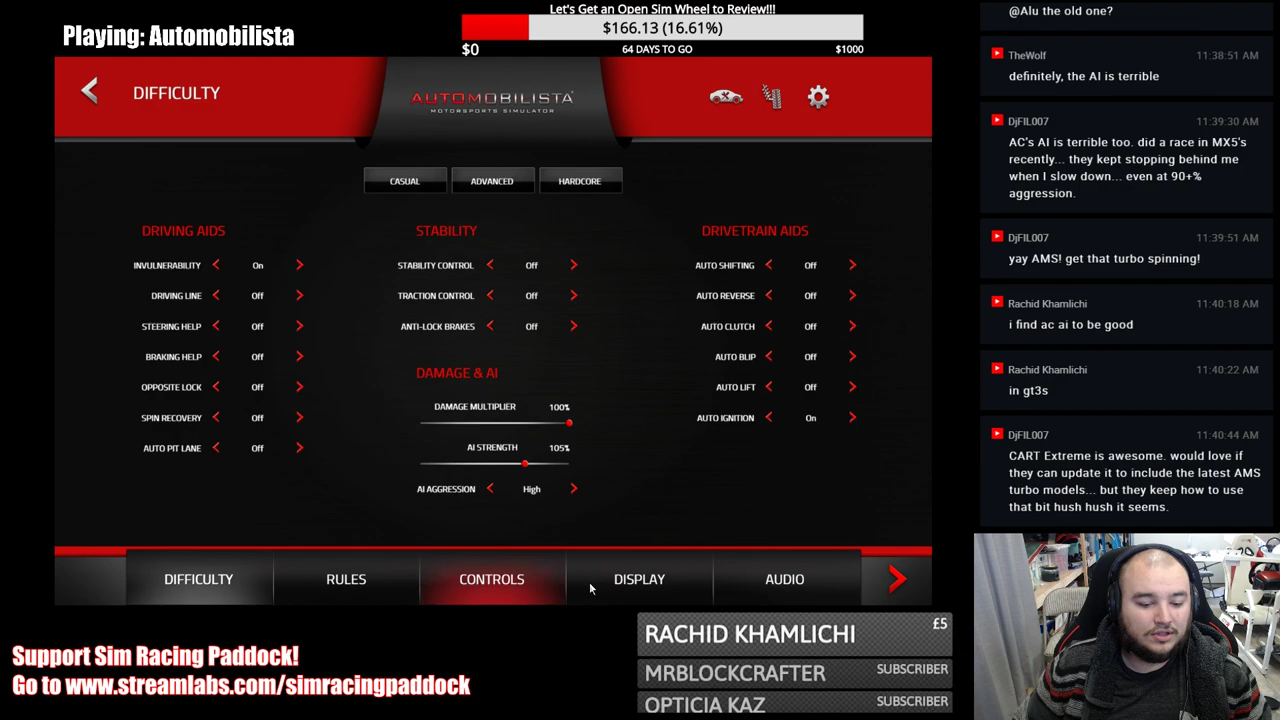 Playing: Automobilista
Let's Get an Open Sim Wheel to Review!!!
$166.13 (16.61%)
$0
64 DAYS TO GO
$1000
DIFFICULTY
AUTOMOBILISTA
MOTORSPORTS SIMULATOR
CASUAL
ADVANCED
HARDCORE
DRIVING AIDS
INVULNERABILITY On
DRIVING LINE Off
STEERING HELP Off
BRAKING HELP Off
OPPOSITE LOCK Off
SPIN RECOVERY Off
AUTO PIT LANE Off
STABILITY
STABILITY CONTROL Off
TRACTION CONTROL Off
ANTI-LOCK BRAKES Off
DAMAGE & AI
DAMAGE MULTIPLIER 100%
AI STRENGTH 105%
AI AGGRESSION High
DRIVETRAIN AIDS
AUTO SHIFTING Off
AUTO REVERSE Off
AUTO CLUTCH Off
AUTO BLIP Off
AUTO LIFT Off
AUTO IGNITION On
DIFFICULTY
RULES
CONTROLS
DISPLAY
AUDIO
@Alu the old one?
TheWolf 11:38:51 AM
definitely, the AI is terrible
DjFIL007 11:39:30 AM
AC's AI is terrible too. did a race in MX5's
recently... they kept stopping behind me
when I slow down... even at 90+%
aggression.
DjFIL007 11:39:51 AM
yay AMS! get that turbo spinning!
Rachid Khamlichi 11:40:18 AM
i find ac ai to be good
Rachid Khamlichi 11:40:22 AM
in gt3s
DjFIL007 11:40:44 AM
CART Extreme is awesome. would love if
they can update it to include the latest AMS
turbo models... but they keep how to use
that bit hush hush it seems.
Support Sim Racing Paddock!
Go to www.streamlabs.com/simracingpaddock
RACHID KHAMLICHI £5
MRBLOCKCRAFTER SUBSCRIBER
OPTICIA KAZ SUBSCRIBER